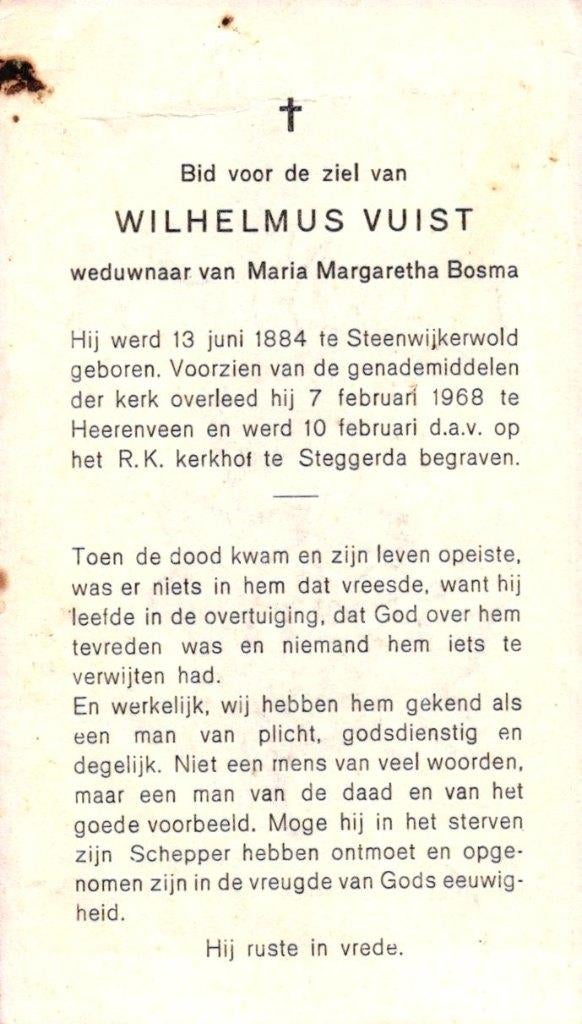 Bid voor de ziel van
WILHELMUS VUIST
weduwnaar van Maria Margaretha Bosma
Hij werd 13 juni 1884 te Steenwijkerwold
geboren. Voorzien van de genademiddelen
der kerk overleed hij 7 februari 1968 te
Heerenveen en werd 10 februari d.a.v. op
het R.K. kerkhof te Steggerda begraven.
Toen de dood kwam en zijn leven opeiste,
was er niets in hem dat vreesde, want hij
leefde in de overtuiging, dat God over hem
tevreden was en niemand hem iets te
verwijten had.
En werkelijk, wij hebben hem gekend als
een man van plicht, godsdienstig en
degelijk. Niet een mens van veel woorden,
maar een man van de daad en van het
goede voorbeeld. Moge hij in het sterven
zijn Schepper hebben ontmoet en opge-
nomen zijn in de vreugde van Gods eeuwig-
heid.
Hij ruste in vrede.